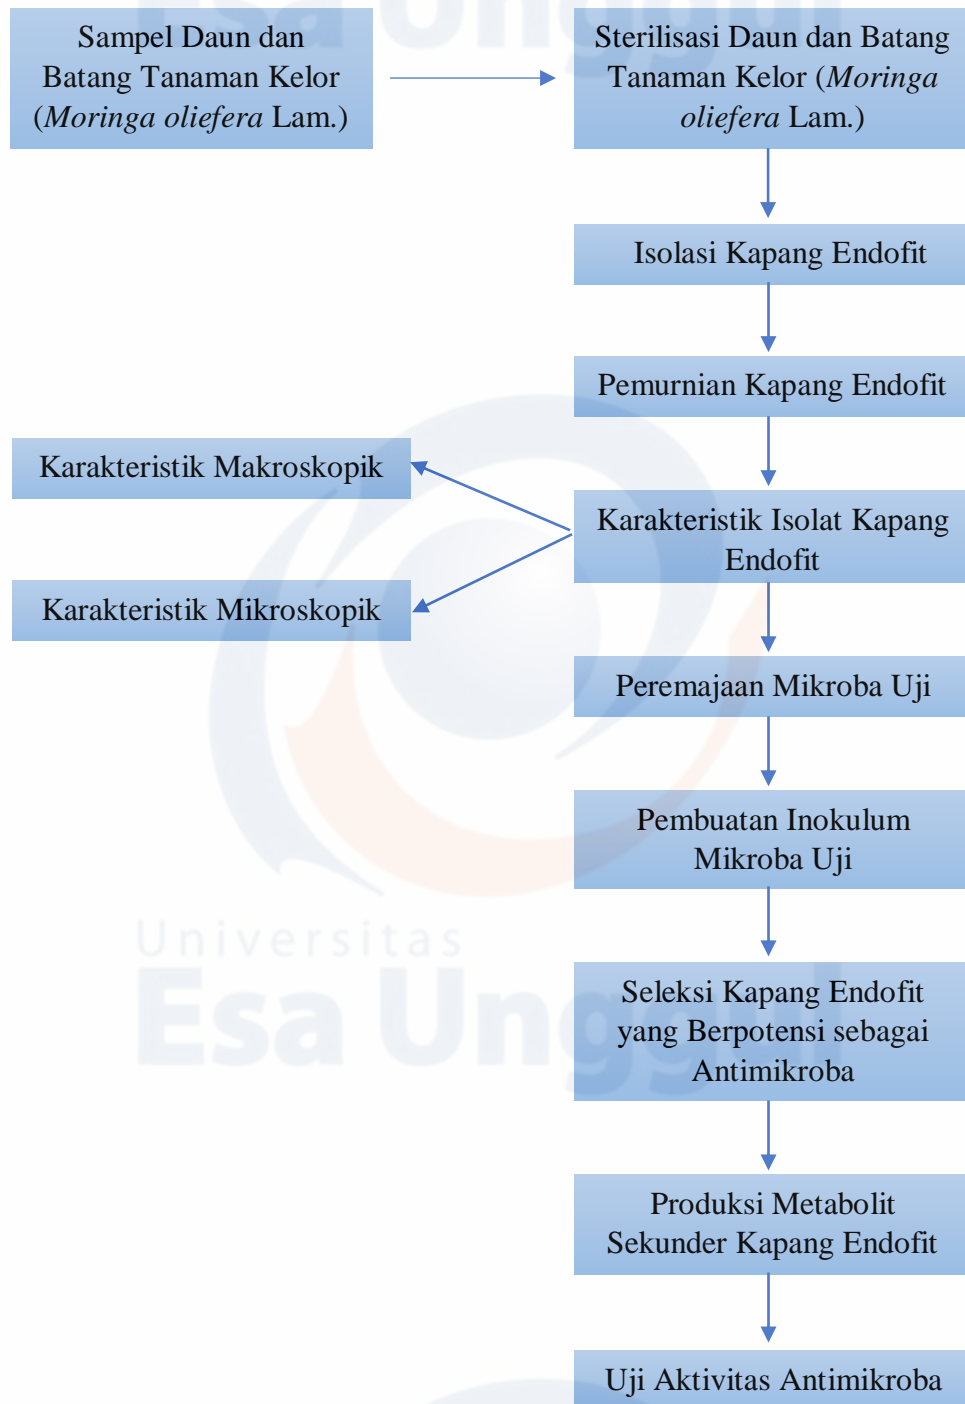 Sampel Daun dan
Batang Tanaman Kelor
(Moringa oliefera Lam.)
Sterilisasi Daun dan Batang
Tanaman Kelor (Moringa
oliefera Lam.)
Isolasi Kapang Endofit
Pemurnian Kapang Endofit
Karakteristik Makroskopik
Karakteristik Isolat Kapang
Endofit
Karakteristik Mikroskopik
Peremajaan Mikroba Uji
Pembuatan Inokulum
Mikroba Uji
Universitas
Esa Unggul
Seleksi Kapang Endofit
yang Berpotensi sebagai
Antimikroba
Produksi Metabolit
Sekunder Kapang Endofit
Uji Aktivitas Antimikroba